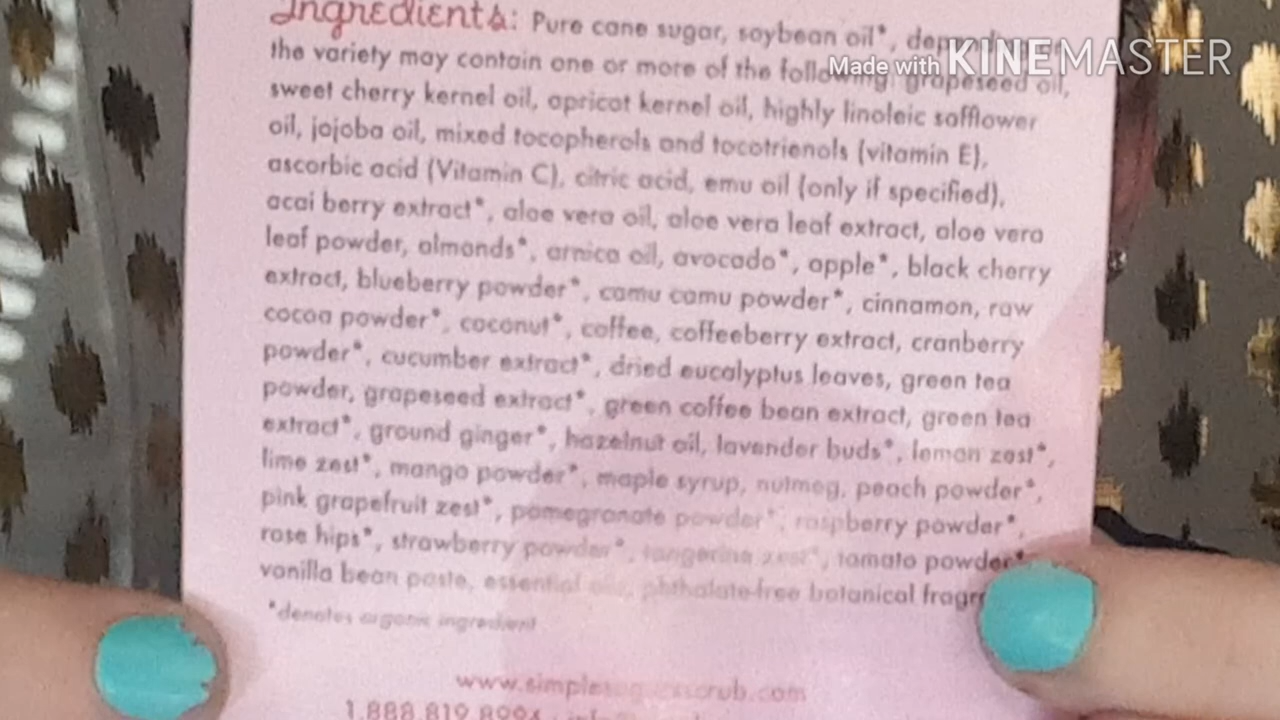 Ingredients: Pure cane sugar, soybean oil*,
the variety may contain one or more of the following: grapeseed oil,
Made with KINEMASTER
sweet cherry kernel oil, apricot kernel oil, highly linoleic safflower
oil, jojoba oil, mixed tocopherols and tocotrienols (vitamin E),
ascorbic acid (Vitamin C), citric acid, emu oil (only if specified),
acai berry extract*, aloe vera oil, aloe vera leaf extract, aloe vera
leaf powder, almonds*, arnica oil, avocado*, apple*, black cherry
extract, blueberry powder*, camu camu powder*, cinnamon, raw
cocoa powder*, coconut*, coffee, coffeeberry extract, cranberry
powder*, cucumber extract*, dried eucalyptus leaves, green tea
powder, grapeseed extract*, green coffee bean extract, green tea
extract*, ground ginger*, hazelnut oil, lavender buds*, lemon zest*,
lime zest*, mango powder*, maple syrup, nutmeg, peach powder*,
pink grapefruit zest*, pomegranate powder*, raspberry powder*,
rose hips*, strawberry powder*, tangerine zest*, tomato powder*
vanilla bean paste, essential oils, phthalate-free botanical
*denotes organic ingredient
www.simplesugarsscrub.com
1.888.819.8994